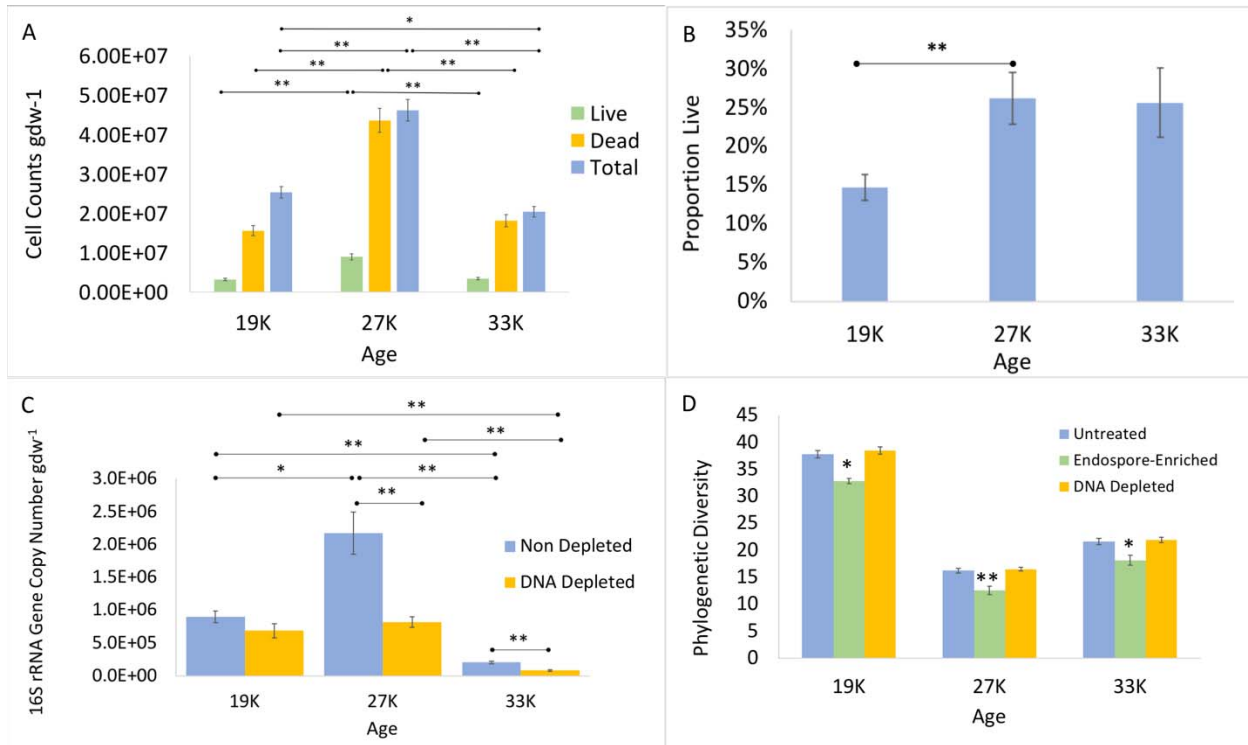 A
*
**
**
**
**
**
**
6.00E+07
5.00E+07
4.00E+07
3.00E+07
2.00E+07
1.00E+07
0.00E+00
Cell Counts gdw-1
Live
Dead
Total
19K
27K
33K
Age
B
**
35%
30%
25%
20%
15%
10%
5%
0%
Proportion Live
19K
27K
33K
Age
C
**
**
**
*
**
**
**
3.0E+06
2.5E+06
2.0E+06
1.5E+06
1.0E+06
5.0E+05
0.0E+00
16S rRNA Gene Copy Number gdw-1
Non Depleted
DNA Depleted
19K
27K
33K
Age
D
45
40
35
30
25
20
15
10
5
0
Phylogenetic Diversity
Untreated
Endospore-Enriched
DNA Depleted
*
**
*
19K
27K
33K
Age